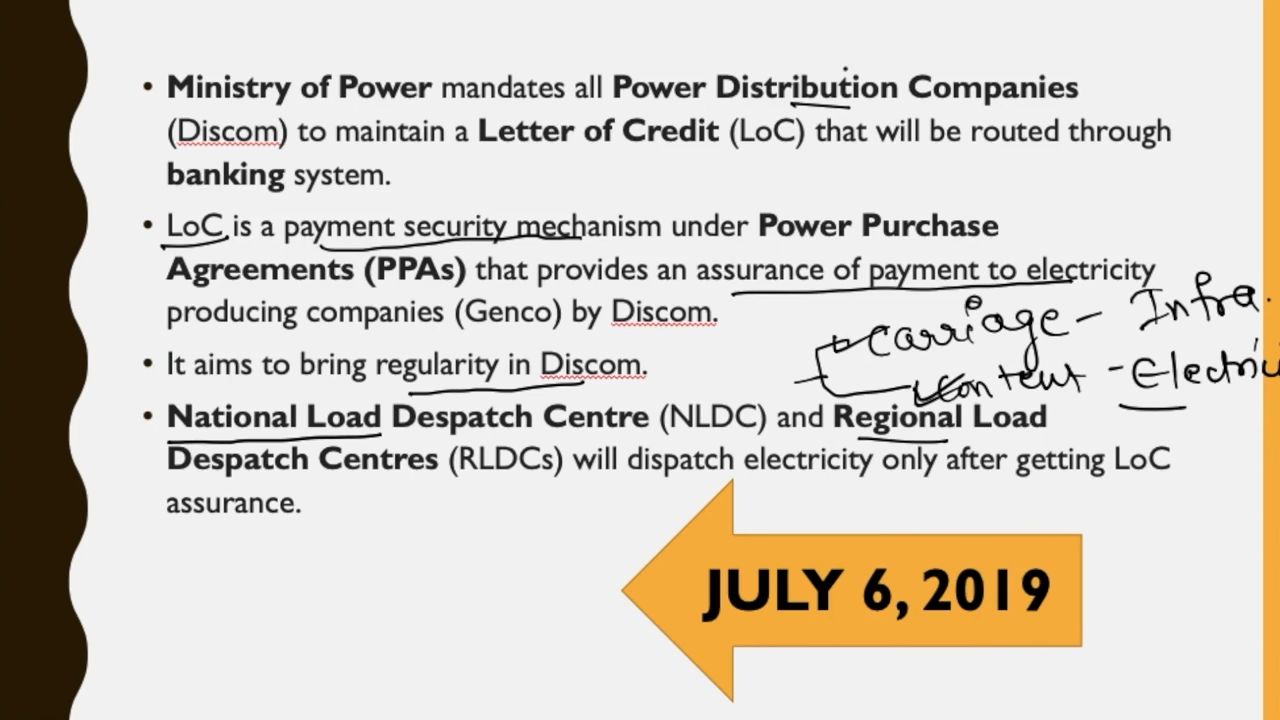 • Ministry of Power mandates all Power Distribution Companies
(Discom) to maintain a Letter of Credit (LoC) that will be routed through
banking system.
• LoC is a payment security mechanism under Power Purchase
Agreements (PPAs) that provides an assurance of payment to electricity
producing companies (Genco) by Discom.
Carriage - Infra.
• It aims to bring regularity in Discom.
Content - Electrici
• National Load Despatch Centre (NLDC) and Regional Load
Despatch Centres (RLDCs) will dispatch electricity only after getting LoC
assurance.
JULY 6, 2019